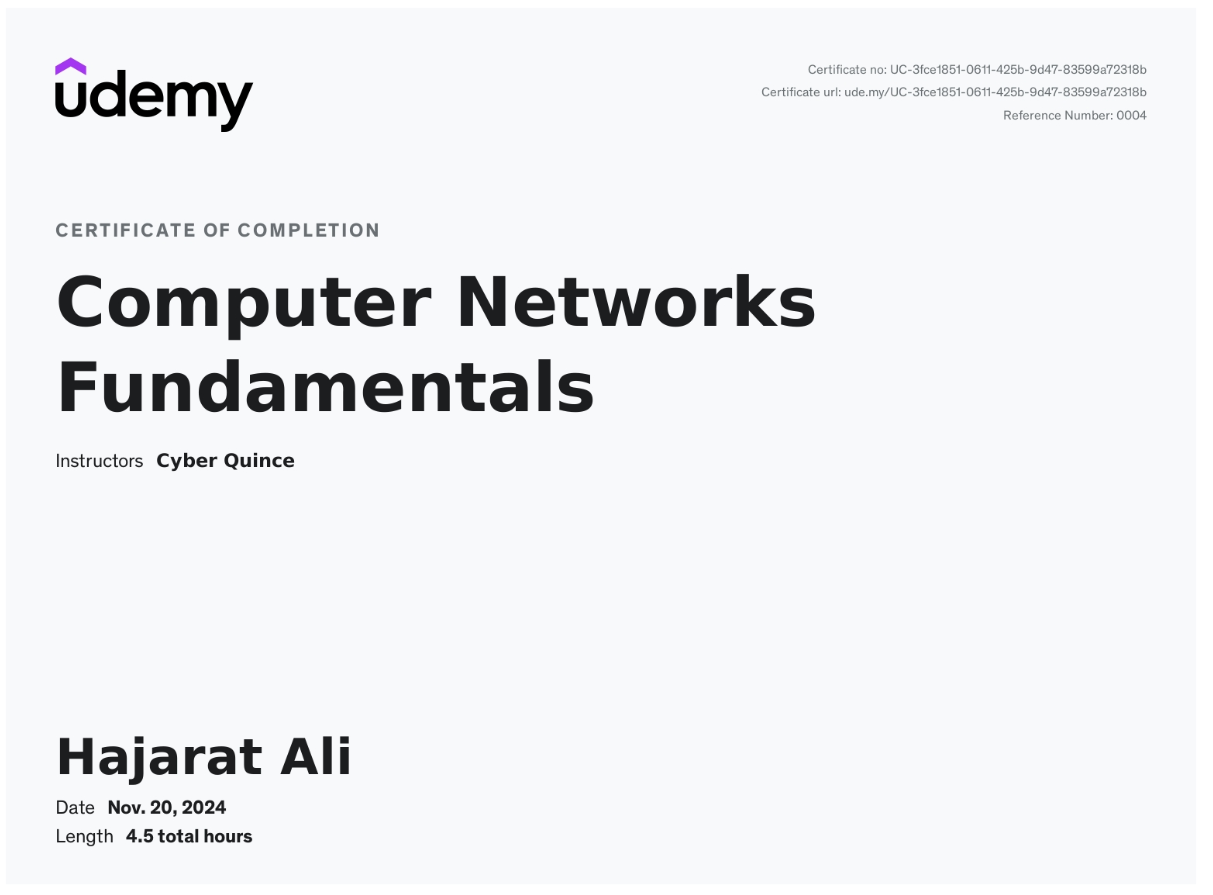 udemy
Certificate no: UC-3fce1851-0611-425b-9d47-83599a72318b
Certificate url: ude.my/UC-3fce1851-0611-425b-9d47-83599a72318b
Reference Number: 0004
CERTIFICATE OF COMPLETION
Computer Networks
Fundamentals
Instructors Cyber Quince
Hajarat Ali
Date Nov. 20, 2024
Length 4.5 total hours